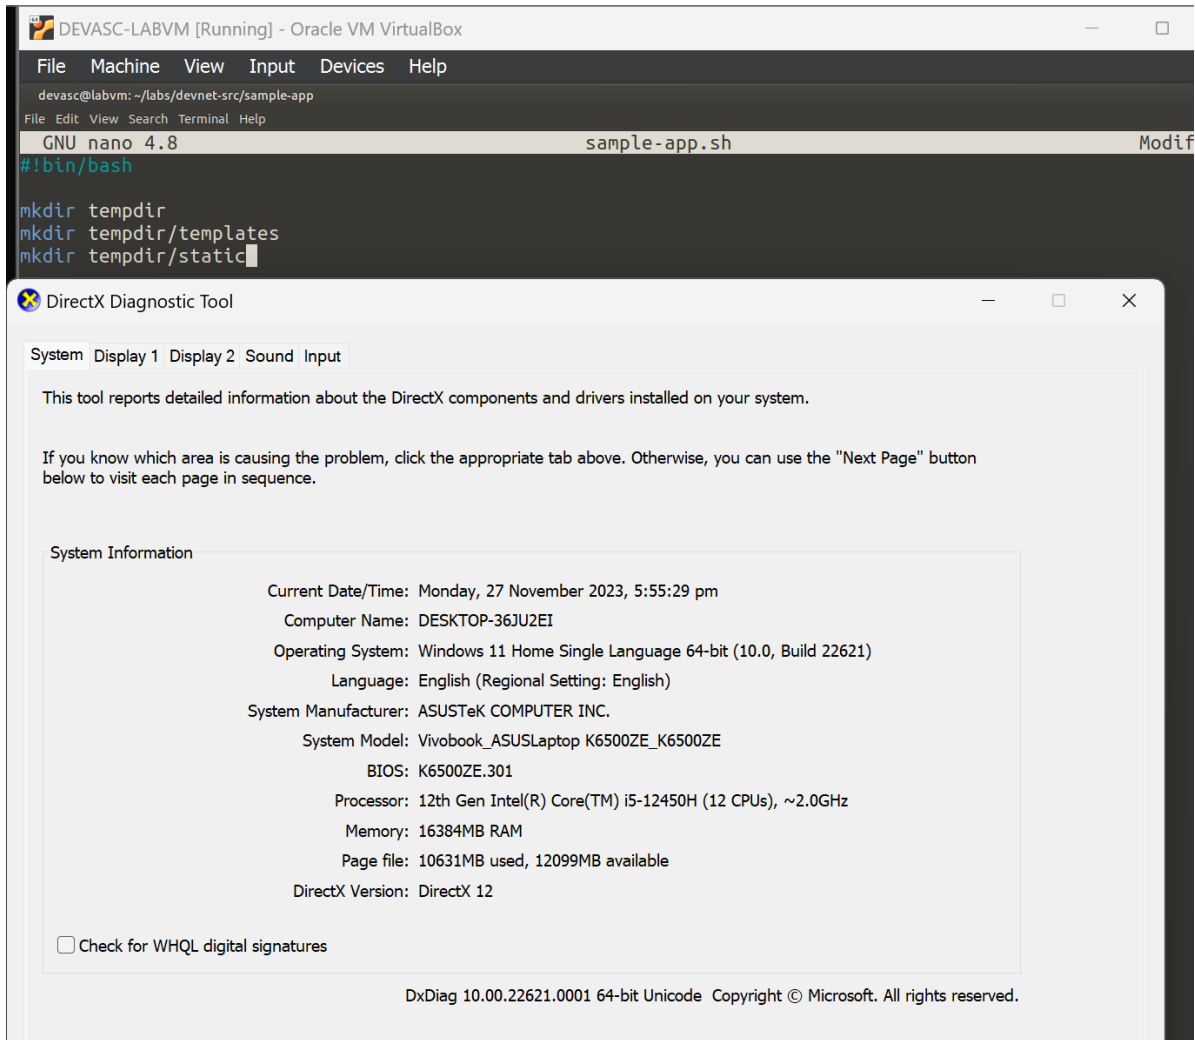 DEVASC-LABVM [Running] - Oracle VM VirtualBox
File Machine View Input Devices Help
devasc@labvm: ~/labs/devnet-src/sample-app
File Edit View Search Terminal Help
GNU nano 4.8 sample-app.sh Modif
#!bin/bash
mkdir tempdir
mkdir tempdir/templates
mkdir tempdir/static
DirectX Diagnostic Tool
System Display 1 Display 2 Sound Input
This tool reports detailed information about the DirectX components and drivers installed on your system.
If you know which area is causing the problem, click the appropriate tab above. Otherwise, you can use the "Next Page" button
below to visit each page in sequence.
System Information
Current Date/Time: Monday, 27 November 2023, 5:55:29 pm
Computer Name: DESKTOP-36JU2EI
Operating System: Windows 11 Home Single Language 64-bit (10.0, Build 22621)
Language: English (Regional Setting: English)
System Manufacturer: ASUSTeK COMPUTER INC.
System Model: Vivobook_ASUSLaptop K6500ZE_K6500ZE
BIOS: K6500ZE.301
Processor: 12th Gen Intel(R) Core(TM) i5-12450H (12 CPUs), ~2.0GHz
Memory: 16384MB RAM
Page file: 10631MB used, 12099MB available
DirectX Version: DirectX 12
Check for WHQL digital signatures
DxDiag 10.00.22621.0001 64-bit Unicode Copyright © Microsoft. All rights reserved.